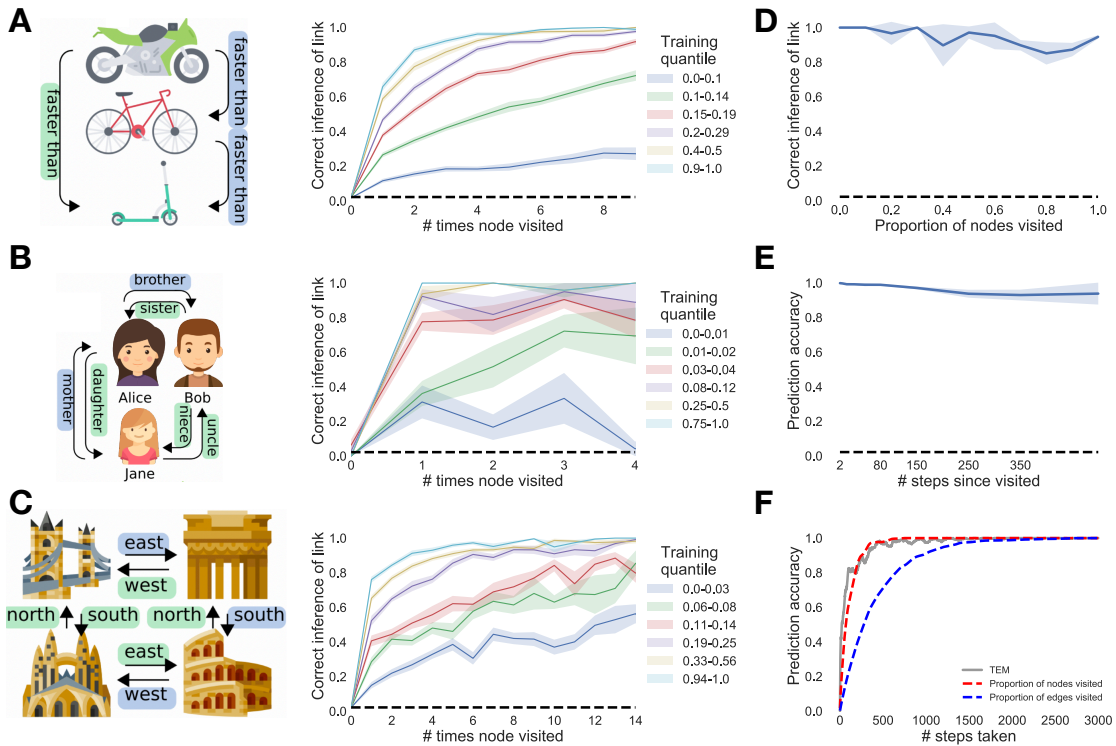 A
faster than
faster than
faster than
Correct inference of link
1.0
0.8
0.6
0.4
0.2
0.0
0 2 4 6 8
# times node visited
Training
quantile
0.0-0.1
0.1-0.14
0.15-0.19
0.2-0.29
0.4-0.5
0.9-1.0
D
Correct inference of link
1.0
0.8
0.6
0.4
0.2
0.0
0.0 0.2 0.4 0.6 0.8 1.0
Proportion of nodes visited
B
brother
sister
mother
daughter
Alice Bob
niece
uncle
Jane
Correct inference of link
1.0
0.8
0.6
0.4
0.2
0.0
0 1 2 3 4
# times node visited
Training
quantile
0.0-0.01
0.01-0.02
0.03-0.04
0.08-0.12
0.25-0.5
0.75-1.0
E
Prediction accuracy
1.0
0.8
0.6
0.4
0.2
0.0
2 80 150 250 350
# steps since visited
C
east
west
north south north south
east
west
Correct inference of link
1.0
0.8
0.6
0.4
0.2
0.0
0 2 4 6 8 10 12 14
# times node visited
Training
quantile
0.0-0.03
0.06-0.08
0.11-0.14
0.19-0.25
0.33-0.56
0.94-1.0
F
Prediction accuracy
1.0
0.8
0.6
0.4
0.2
0.0
TEM
Proportion of nodes visited
Proportion of edges visited
0 500 1000 1500 2000 2500 3000
# steps taken